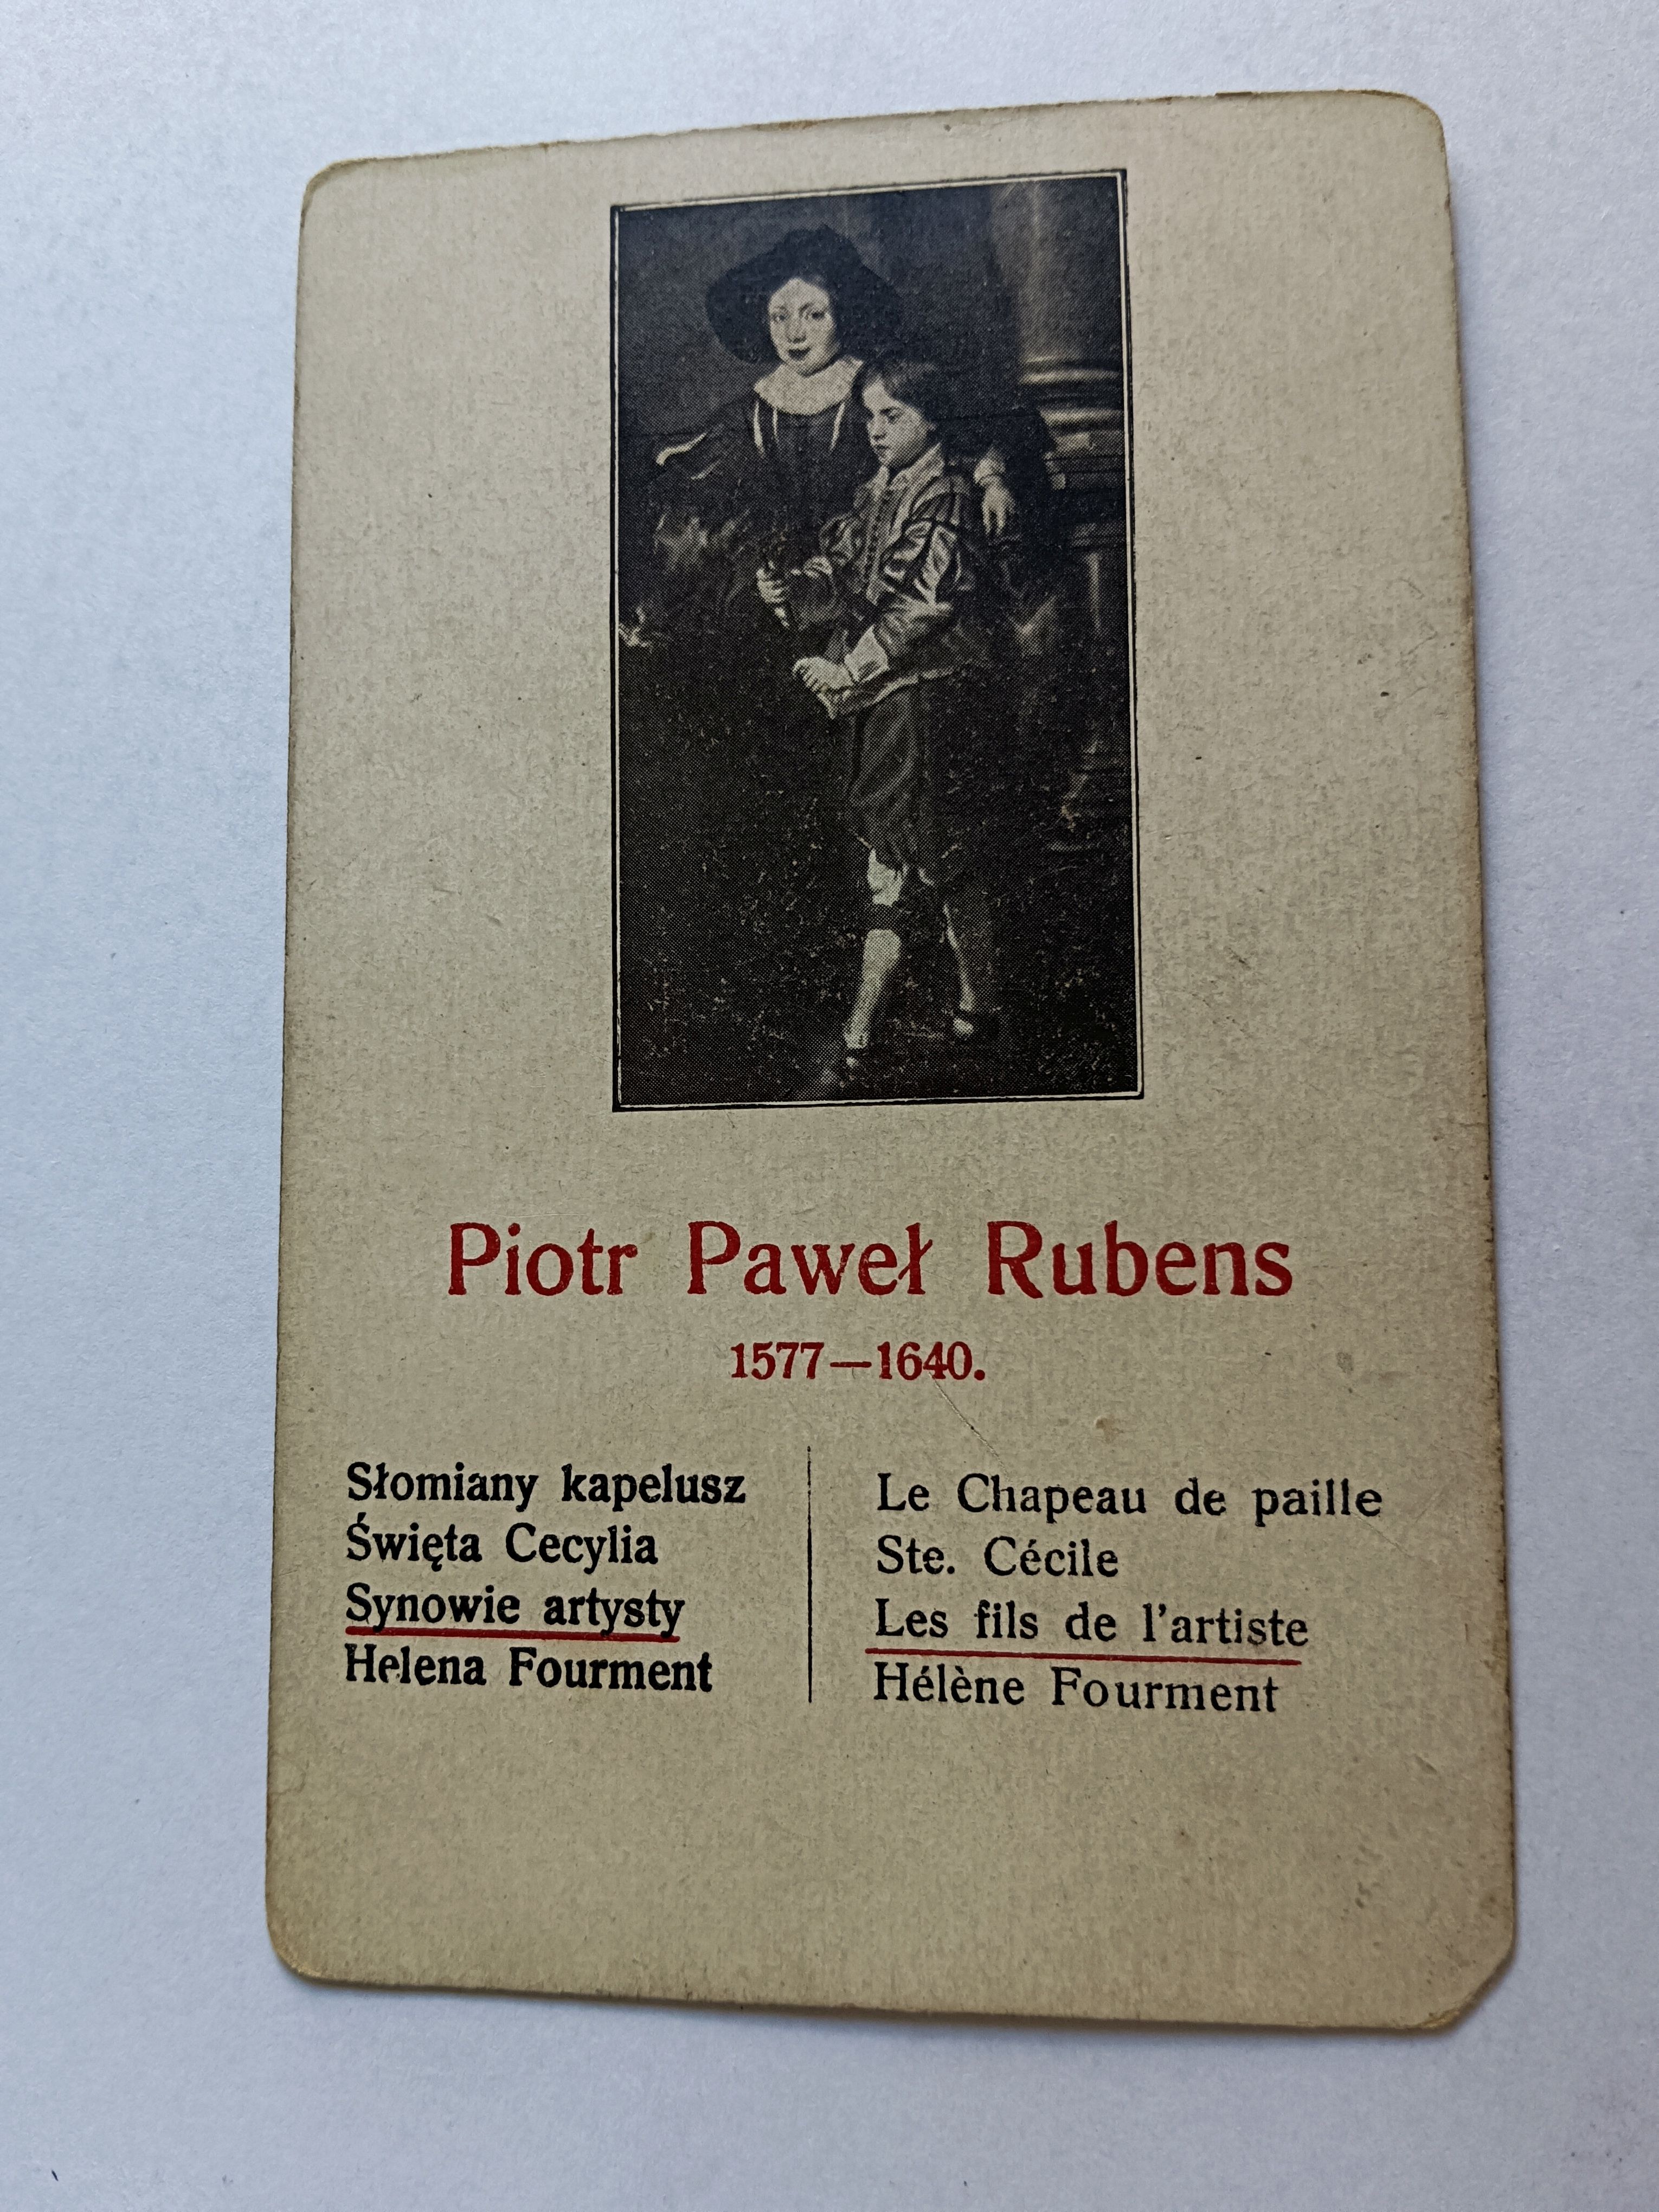 Piotr Paweł Rubens
1577—1640.
Słomiany kapelusz
Święta Cecylia
Synowie artysty
Helena Fourment
Le Chapeau de paille
Ste. Cécile
Les fils de l'artiste
Hélène Fourment